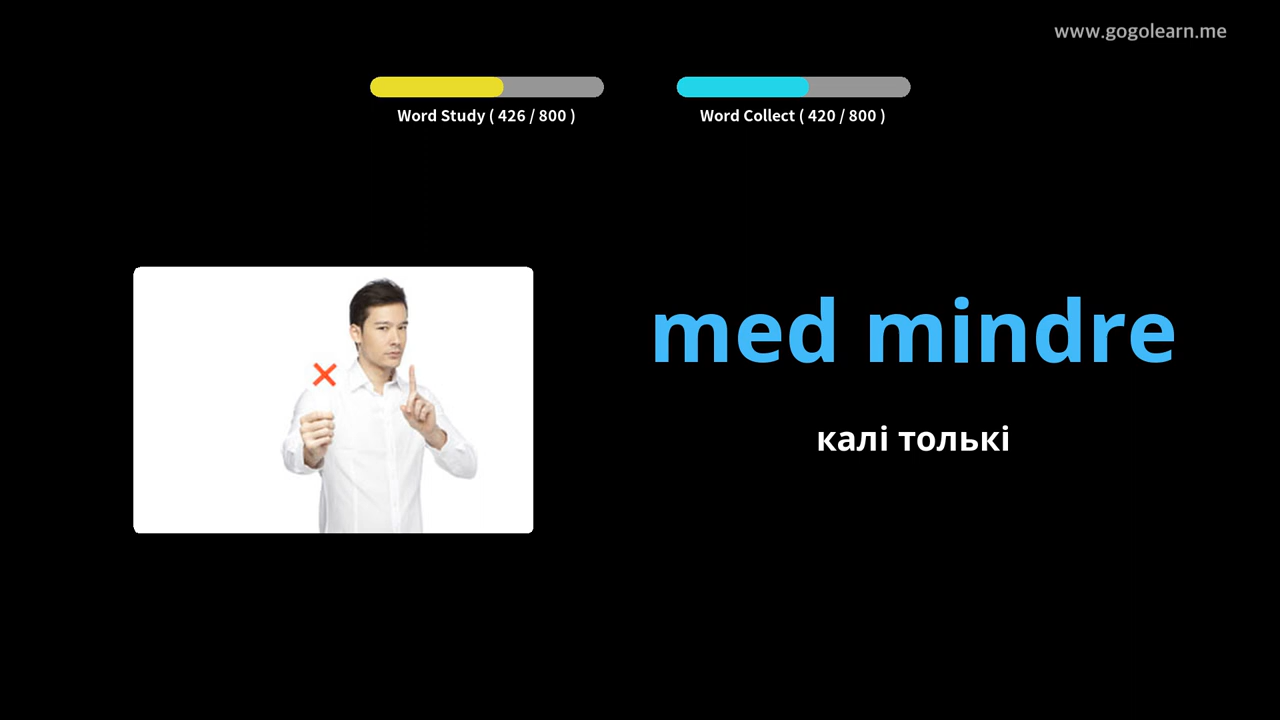 www.gogolearn.me
Word Study ( 426 / 800 )
Word Collect ( 420 / 800 )
med mindre
калі толькі